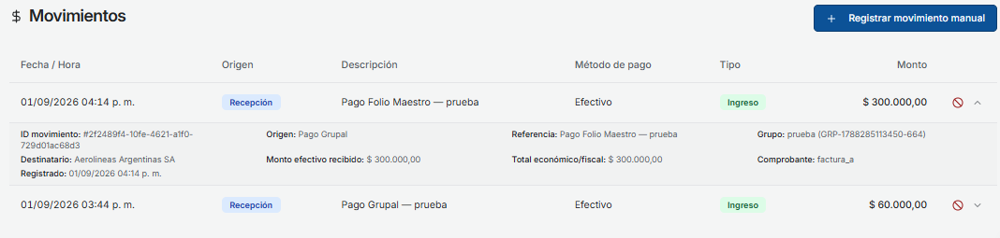 $ Movimientos
+ Registrar movimiento manual
Fecha / Hora Origen Descripción Método de pago Tipo Monto
01/09/2026 04:14 p. m. Recepción Pago Folio Maestro — prueba Efectivo Ingreso $ 300.000,00
ID movimiento: #2f2489f4-10fe-4621-a1f0- Origen: Pago Grupal Referencia: Pago Folio Maestro — prueba Grupo: prueba (GRP-1788285113450-664)
729d01ac68d3
Destinatario: Aerolineas Argentinas SA Monto efectivo recibido: $ 300.000,00 Total económico/fiscal: $ 300.000,00 Comprobante: factura_a
Registrado: 01/09/2026 04:14 p. m.
01/09/2026 03:44 p. m. Recepción Pago Grupal — prueba Efectivo Ingreso $ 60.000,00